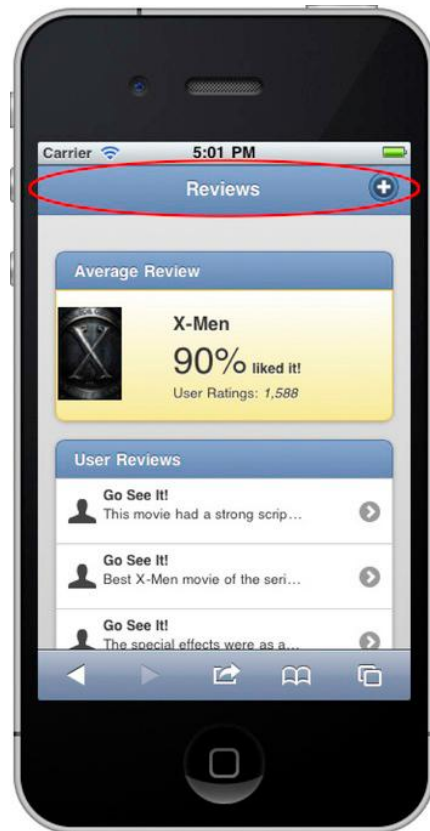 Carrier 5:01 PM
Reviews
Average Review
X-Men
90% liked it!
User Ratings: 1,588
User Reviews
Go See It!
This movie had a strong scrip...
Go See It!
Best X-Men movie of the seri...
Go See It!
The special effects were as a...